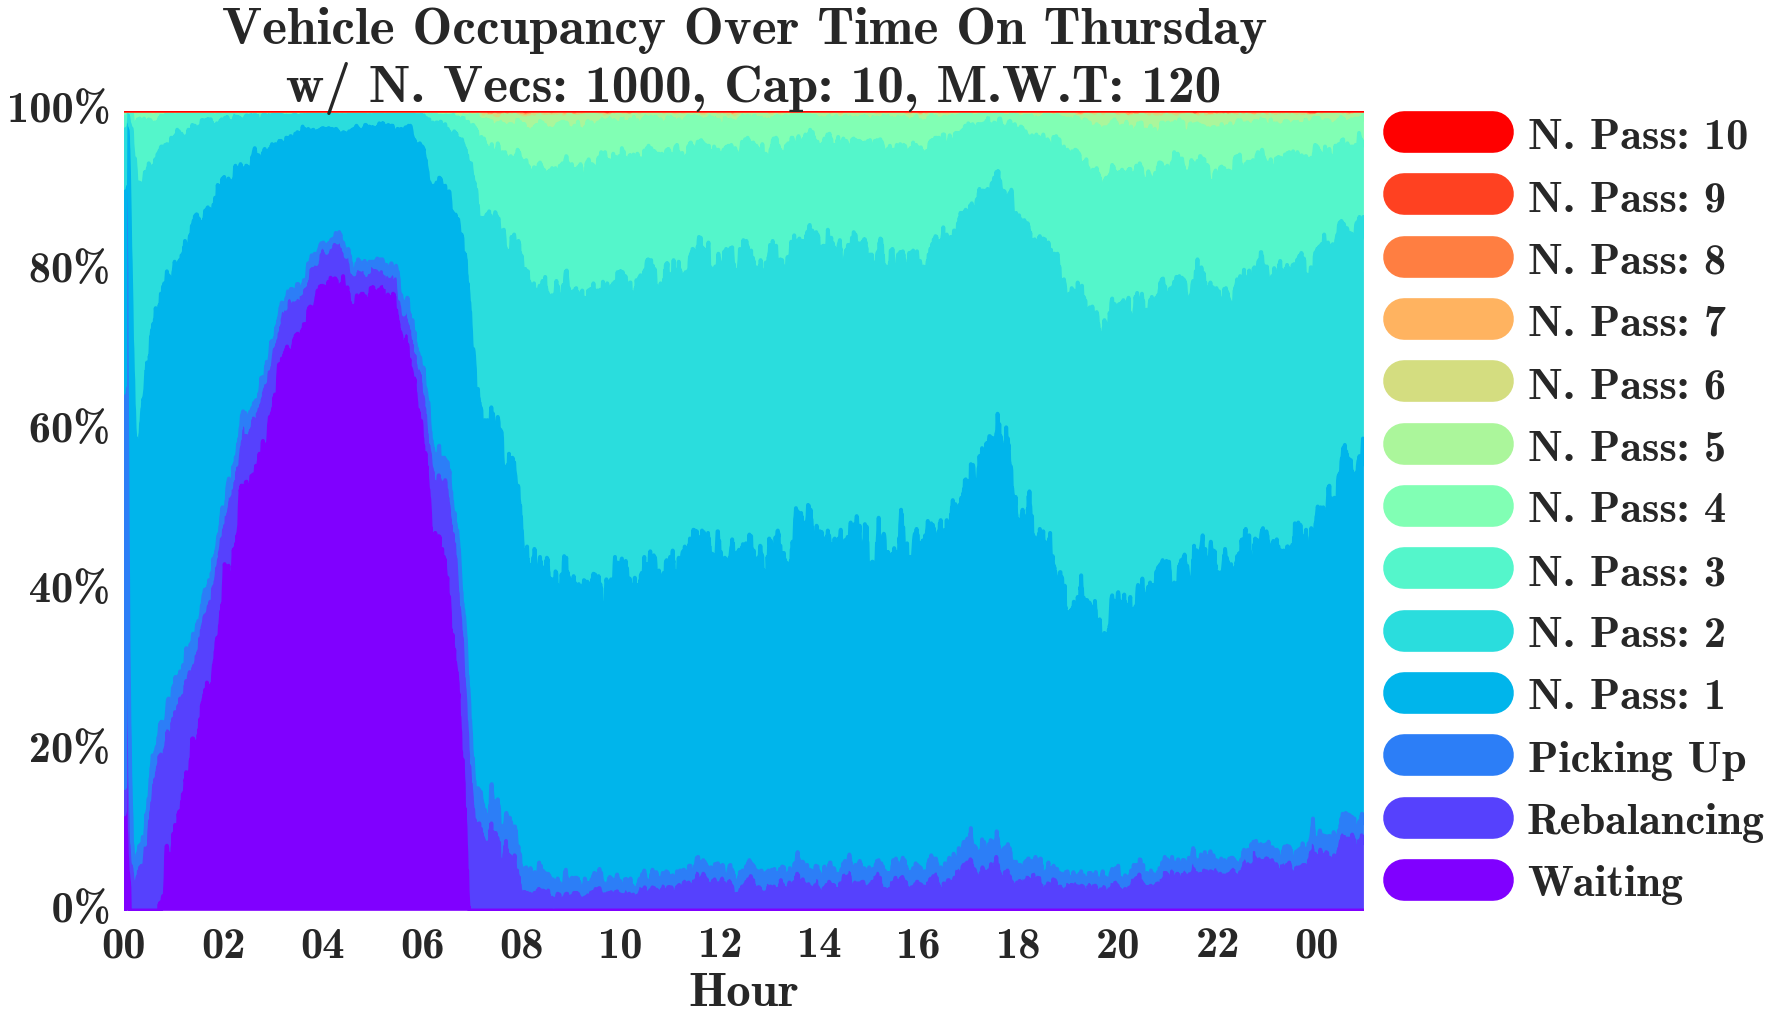 Vehicle Occupancy Over Time On Thursday
w/ N. Vecs: 1000, Cap: 10, M.W.T: 120
100%
80%
60%
40%
20%
0%
00 02 04 06 08 10 12 14 16 18 20 22 00
Hour
N. Pass: 10
N. Pass: 9
N. Pass: 8
N. Pass: 7
N. Pass: 6
N. Pass: 5
N. Pass: 4
N. Pass: 3
N. Pass: 2
N. Pass: 1
Picking Up
Rebalancing
Waiting